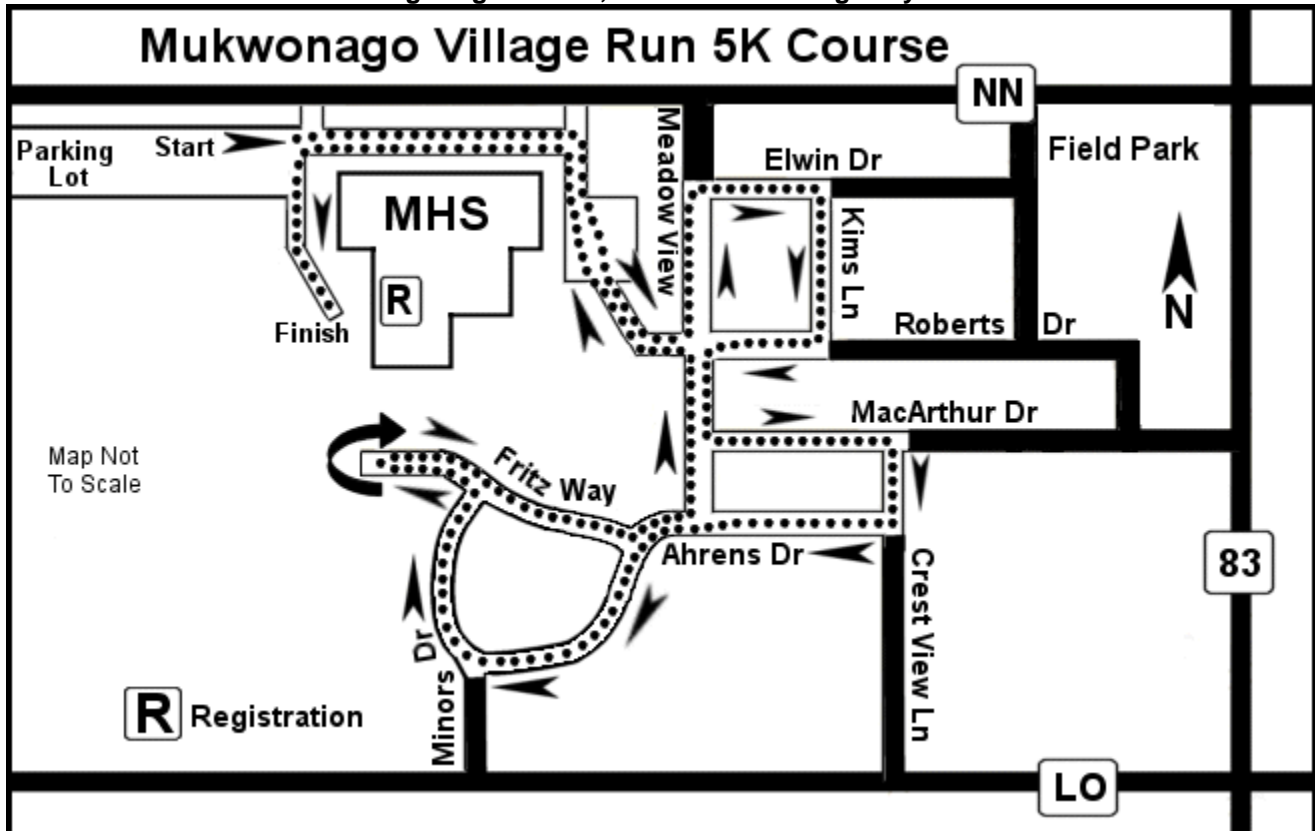 Mukwonago Village Run 5K Course
NN
Parking
Lot
Start
Meadow View
Elwin Dr
Field Park
MHS
Kims Ln
R
Finish
Roberts Dr
N
MacArthur Dr
Map Not
To Scale
Fritz Way
Ahrens Dr
83
Crest View Ln
Minors Dr
R Registration
LO